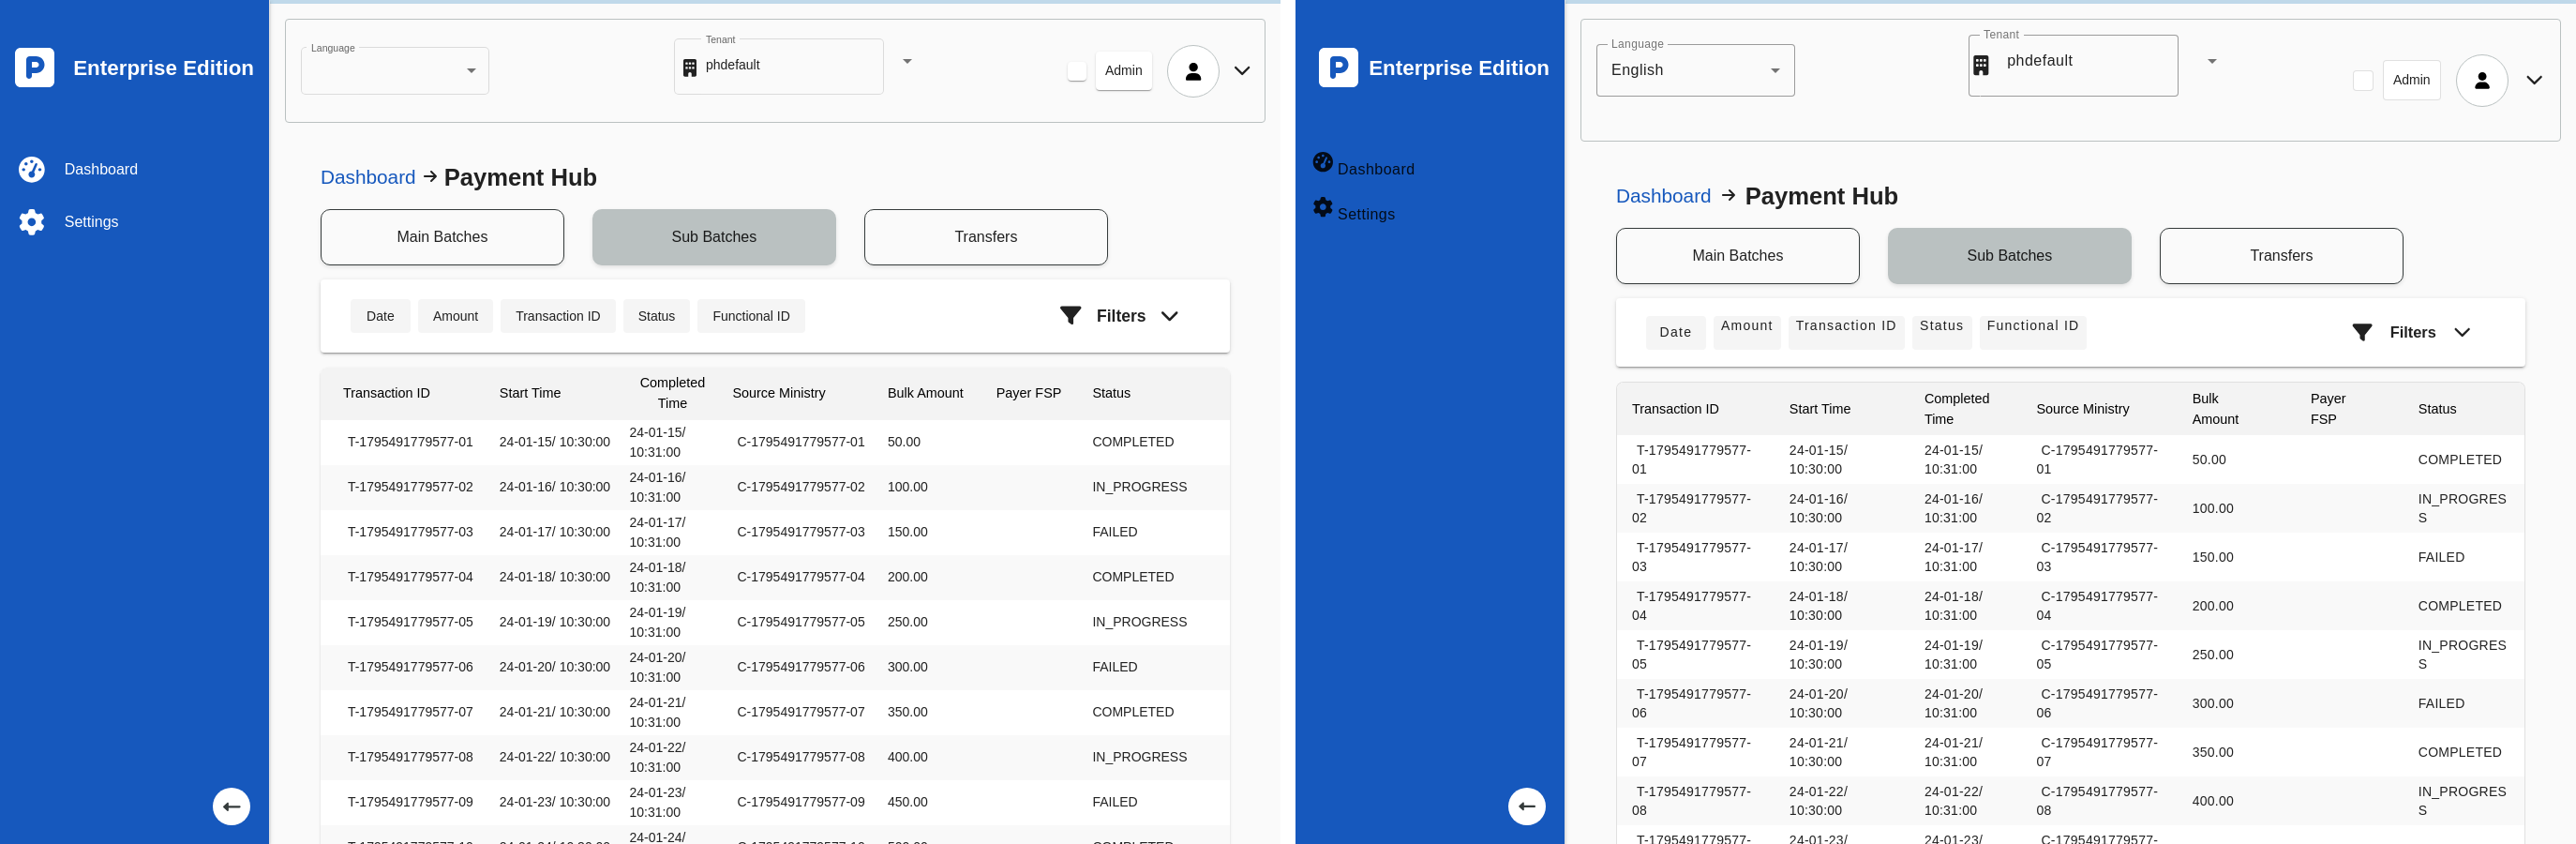 P Enterprise Edition
Language
Tenant
phdefault
Admin
Dashboard
Settings
Dashboard → Payment Hub
Main Batches Sub Batches Transfers
Date Amount Transaction ID Status Functional ID Filters
Transaction ID Start Time Completed Time Source Ministry Bulk Amount Payer FSP Status
T-1795491779577-01 24-01-15/ 10:30:00 24-01-15/ 10:31:00 C-1795491779577-01 50.00 COMPLETED
T-1795491779577-02 24-01-16/ 10:30:00 24-01-16/ 10:31:00 C-1795491779577-02 100.00 IN_PROGRESS
T-1795491779577-03 24-01-17/ 10:30:00 24-01-17/ 10:31:00 C-1795491779577-03 150.00 FAILED
T-1795491779577-04 24-01-18/ 10:30:00 24-01-18/ 10:31:00 C-1795491779577-04 200.00 COMPLETED
T-1795491779577-05 24-01-19/ 10:30:00 24-01-19/ 10:31:00 C-1795491779577-05 250.00 IN_PROGRESS
T-1795491779577-06 24-01-20/ 10:30:00 24-01-20/ 10:31:00 C-1795491779577-06 300.00 FAILED
T-1795491779577-07 24-01-21/ 10:30:00 24-01-21/ 10:31:00 C-1795491779577-07 350.00 COMPLETED
T-1795491779577-08 24-01-22/ 10:30:00 24-01-22/ 10:31:00 C-1795491779577-08 400.00 IN_PROGRESS
T-1795491779577-09 24-01-23/ 10:30:00 24-01-23/ 10:31:00 C-1795491779577-09 450.00 FAILED
24-01-24/
P Enterprise Edition
Language
English
Tenant
phdefault
Admin
Dashboard
Settings
Dashboard → Payment Hub
Main Batches Sub Batches Transfers
Date Amount Transaction ID Status Functional ID Filters
Transaction ID Start Time Completed Time Source Ministry Bulk Amount Payer FSP Status
T-1795491779577-01 24-01-15/ 10:30:00 24-01-15/ 10:31:00 C-1795491779577-01 50.00 COMPLETED
T-1795491779577-02 24-01-16/ 10:30:00 24-01-16/ 10:31:00 C-1795491779577-02 100.00 IN_PROGRESS
T-1795491779577-03 24-01-17/ 10:30:00 24-01-17/ 10:31:00 C-1795491779577-03 150.00 FAILED
T-1795491779577-04 24-01-18/ 10:30:00 24-01-18/ 10:31:00 C-1795491779577-04 200.00 COMPLETED
T-1795491779577-05 24-01-19/ 10:30:00 24-01-19/ 10:31:00 C-1795491779577-05 250.00 IN_PROGRESS
T-1795491779577-06 24-01-20/ 10:30:00 24-01-20/ 10:31:00 C-1795491779577-06 300.00 FAILED
T-1795491779577-07 24-01-21/ 10:30:00 24-01-21/ 10:31:00 C-1795491779577-07 350.00 COMPLETED
T-1795491779577-08 24-01-22/ 10:30:00 24-01-22/ 10:31:00 C-1795491779577-08 400.00 IN_PROGRESS
T-1795491779577- 24-01-23/ 24-01-23/ C-1795491779577-